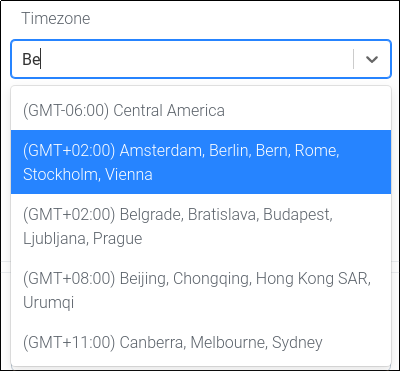 Timezone
Be
(GMT-06:00) Central America
(GMT+02:00) Amsterdam, Berlin, Bern, Rome,
Stockholm, Vienna
(GMT+02:00) Belgrade, Bratislava, Budapest,
Ljubljana, Prague
(GMT+08:00) Beijing, Chongqing, Hong Kong SAR,
Urumqi
(GMT+11:00) Canberra, Melbourne, Sydney